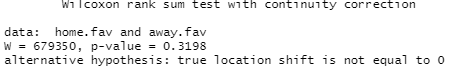 Wilcoxon rank sum test with continuity correction
data:  home.fav and away.fav
W = 679350, p-value = 0.3198
alternative hypothesis: true location shift is not equal to 0